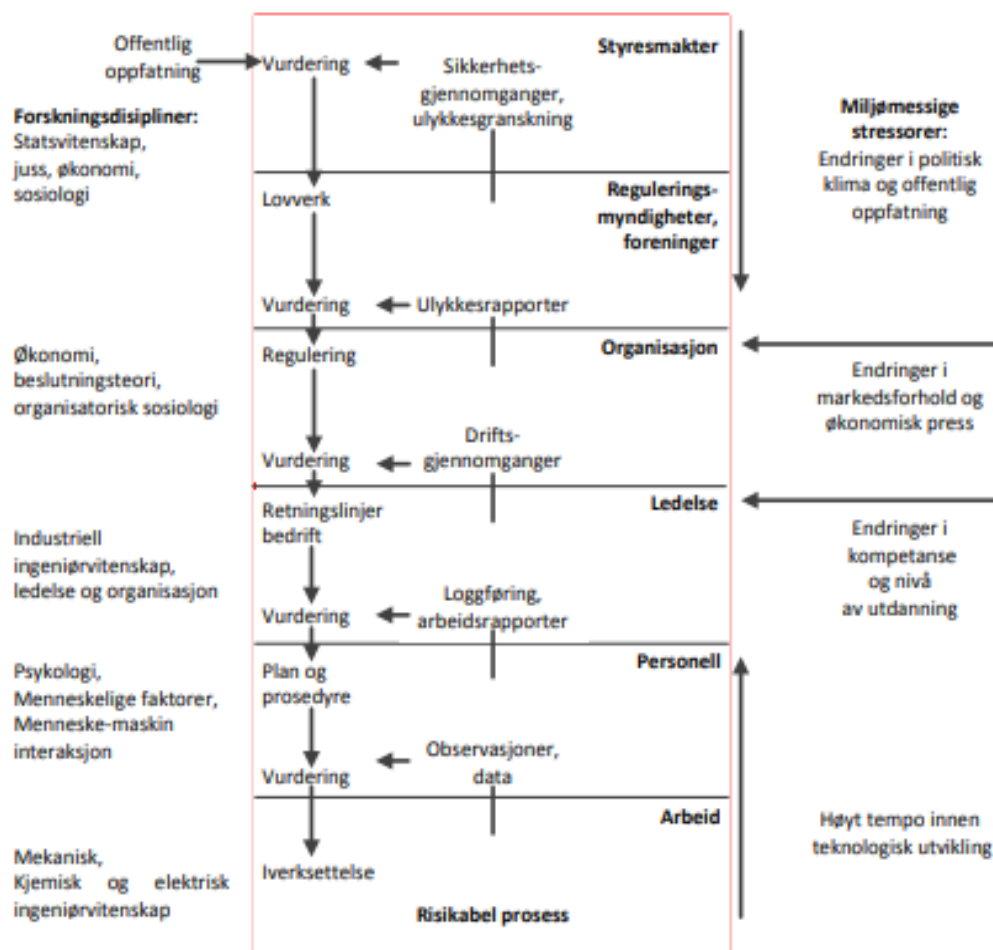 Offentlig
oppfatning
Forskningsdisipliner:
Statsvitenskap,
juss, økonomi,
sosiologi
Økonomi,
beslutningsteori,
organisatorisk sosiologi
Industriell
ingeniørvitenskap,
ledelse og organisasjon
Psykologi,
Menneskelige faktorer,
Menneske-maskin
interaksjon
Mekanisk,
Kjemisk og elektrisk
ingeniørvitenskap
Styresmakter
Vurdering
Sikkerhets-
gjennomganger,
ulykkesgranskning
Regulerings-
myndigheter,
foreninger
Lovverk
Vurdering
Ulykkesrapporter
Organisasjon
Regulering
Vurdering
Drifts-
gjennomganger
Ledelse
Retningslinjer
bedrift
Vurdering
Loggføring,
arbeidsrapporter
Personell
Plan og
prosedyre
Vurdering
Observasjoner,
data
Arbeid
Iverksettelse
Risikabel prosess
Miljømessige
stressorer:
Endringer i politisk
klima og offentlig
oppfatning
Endringer i
markedsforhold og
økonomisk press
Endringer i
kompetanse
og nivå
av utdanning
Høyt tempo innen
teknologisk utvikling